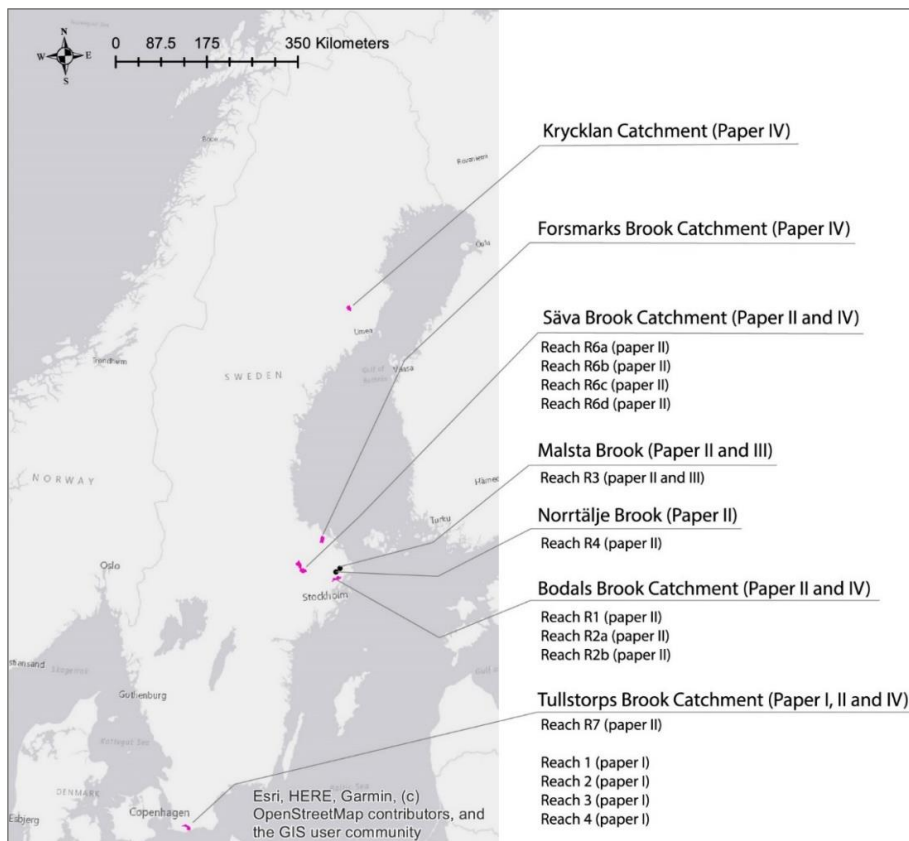 N
W E
S
0 87.5 175 350 Kilometers
Krycklan Catchment (Paper IV)
Forsmarks Brook Catchment (Paper IV)
Säva Brook Catchment (Paper II and IV)
Reach R6a (paper II)
Reach R6b (paper II)
Reach R6c (paper II)
Reach R6d (paper II)
Malsta Brook (Paper II and III)
Reach R3 (paper II and III)
Norrtälje Brook (Paper II)
Reach R4 (paper II)
Bodals Brook Catchment (Paper II and IV)
Reach R1 (paper II)
Reach R2a (paper II)
Reach R2b (paper II)
Tullstorps Brook Catchment (Paper I, II and IV)
Reach R7 (paper II)
Reach 1 (paper I)
Reach 2 (paper I)
Reach 3 (paper I)
Reach 4 (paper I)
Oulu
Umea
Trondheim
Vaasa
SWEDEN
NORWAY
Turku
Oslo
Stockholm
Gothenburg
DENMARK
Copenhagen
Esbjerg
Esri, HERE, Garmin, (c)
OpenStreetMap contributors, and
the GIS user community